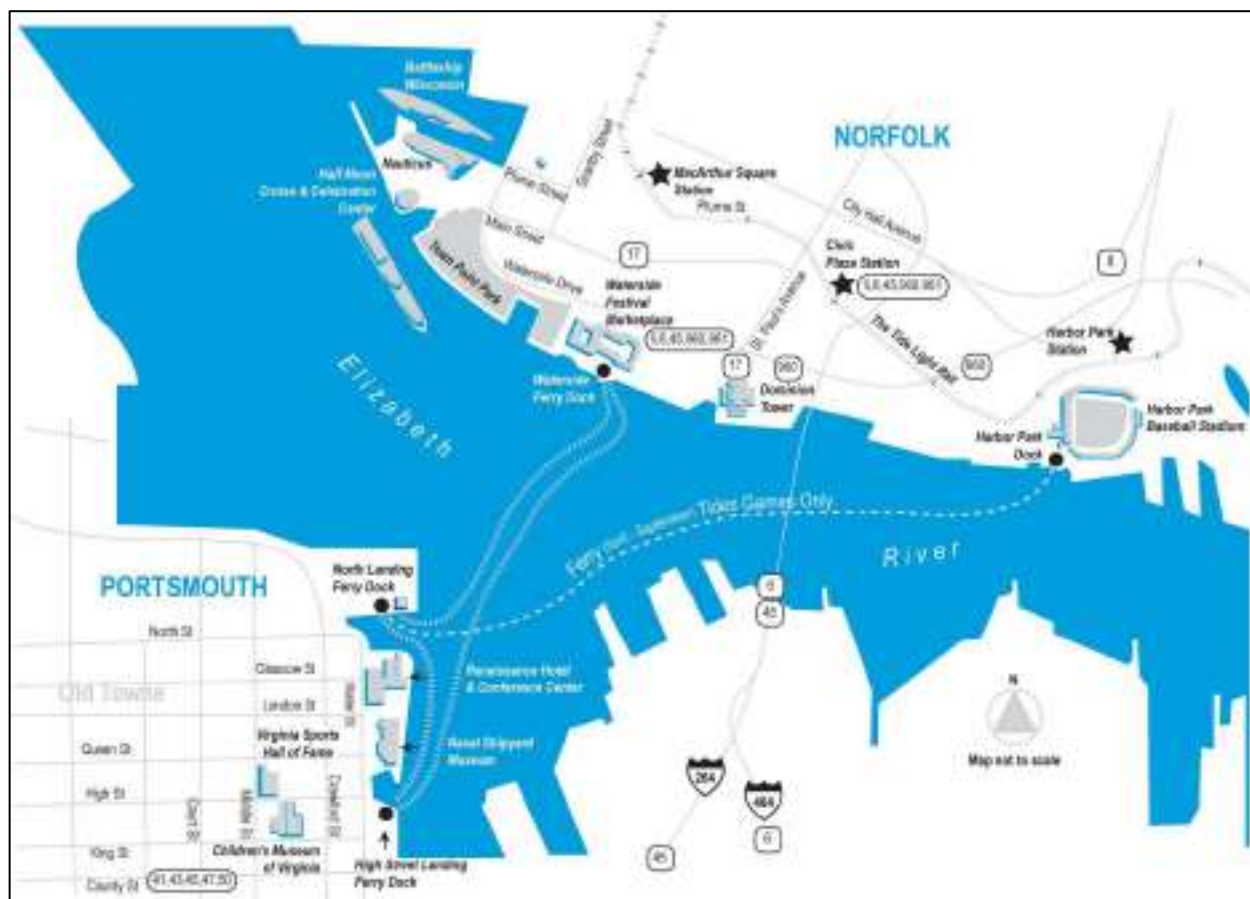 Battleship
Wisconsin
Nauticus
Half Moon
Cruise & Celebration
Center
NORFOLK
Granby Street
Plume Street
MacArthur Square
Station
Plume St
Main Street
City Hall Avenue
Town Point Park
Waterside Drive
17
Waterside
Festival
Marketplace
Civic
Plaza Station
St. Paul's Avenue
8
The Tide Light Rail
Harbor Park
Station
17
960
960
Dominion
Tower
Waterside
Ferry Dock
Elizabeth
River
Harbor Park
Dock
Harbor Park
Baseball Stadium
Tides Games Only
PORTSMOUTH
North Landing
Ferry Dock
6
45
North St
Glasgow St
Olde Towne
London St
Water St
Renaissance Hotel
& Conference Center
Virginia Sports
Hall of Fame
Naval Shipyard
Museum
Queen St
High St
Court St
Middle St
Crawford St
King St
County St
Children's Museum
of Virginia
High Street Landing
Ferry Dock
N
Map not to scale
264
464
45
6